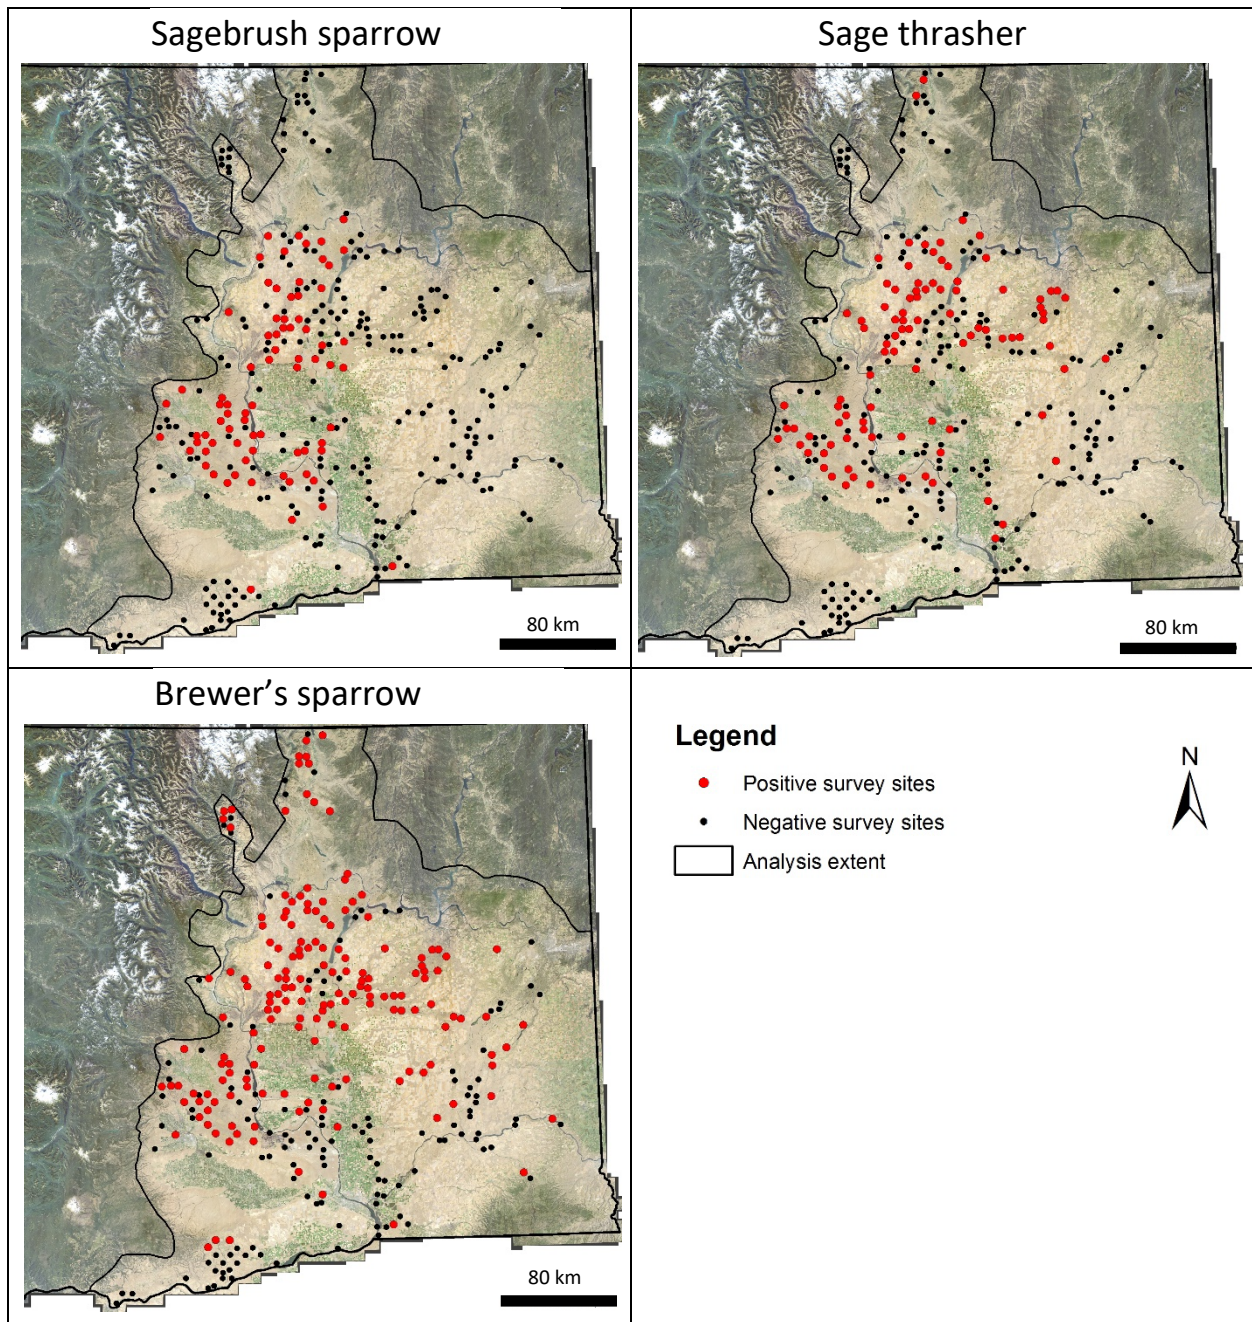 Sagebrush sparrow
Sage thrasher
80 km
80 km
Brewer’s sparrow
80 km
Legend
Positive survey sites
Negative survey sites
Analysis extent
N